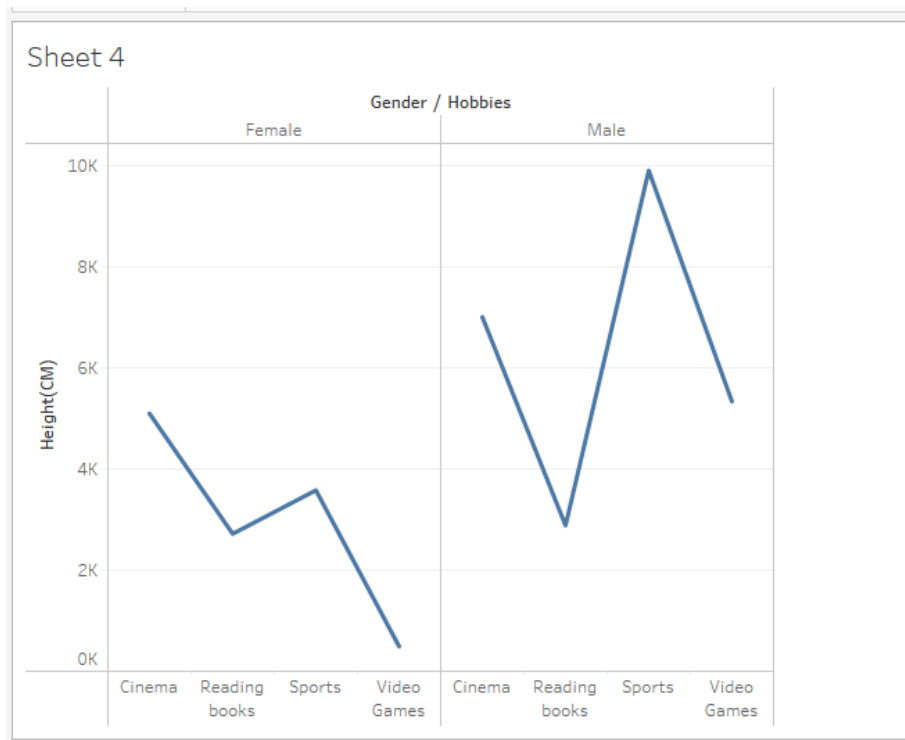 Sheet 4
Gender / Hobbies
Female
Male
10K
8K
6K
4K
2K
0K
Height(CM)
Cinema
Reading
books
Sports
Video
Games
Cinema
Reading
books
Sports
Video
Games